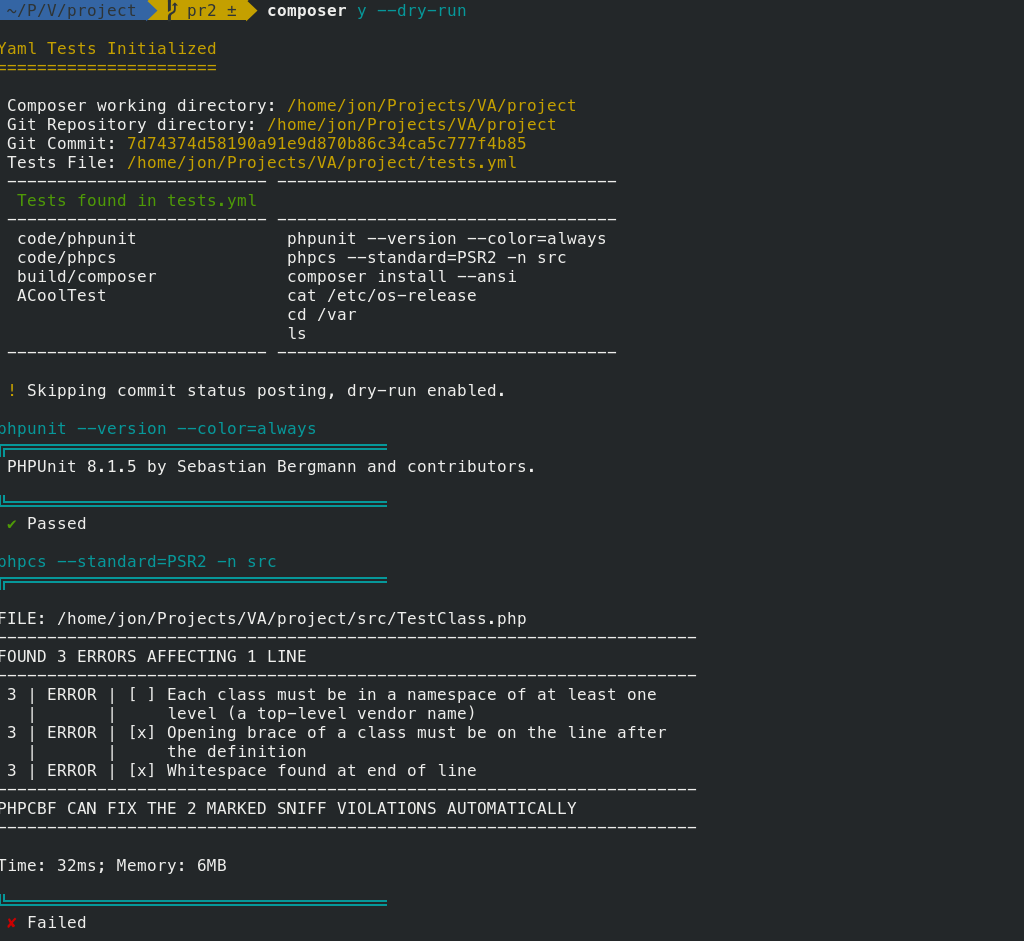 ~/P/V/project pr2 ± composer y --dry-run
Yaml Tests Initialized
======================
Composer working directory: /home/jon/Projects/VA/project
Git Repository directory: /home/jon/Projects/VA/project
Git Commit: 7d74374d58190a91e9d870b86c34ca5c777f4b85
Tests File: /home/jon/Projects/VA/project/tests.yml
-------------------------- ----------------------------------
Tests found in tests.yml
-------------------------- ----------------------------------
code/phpunit phpunit --version --color=always
code/phpcs phpcs --standard=PSR2 -n src
build/composer composer install --ansi
ACoolTest cat /etc/os-release
cd /var
ls
-------------------------- ----------------------------------
! Skipping commit status posting, dry-run enabled.
phpunit --version --color=always
PHPUnit 8.1.5 by Sebastian Bergmann and contributors.
✔ Passed
phpcs --standard=PSR2 -n src
FILE: /home/jon/Projects/VA/project/src/TestClass.php
----------------------------------------------------------------------
FOUND 3 ERRORS AFFECTING 1 LINE
----------------------------------------------------------------------
3 | ERROR | [ ] Each class must be in a namespace of at least one
| | level (a top-level vendor name)
3 | ERROR | [x] Opening brace of a class must be on the line after
| | the definition
3 | ERROR | [x] Whitespace found at end of line
----------------------------------------------------------------------
PHPCBF CAN FIX THE 2 MARKED SNIFF VIOLATIONS AUTOMATICALLY
----------------------------------------------------------------------
Time: 32ms; Memory: 6MB
✘ Failed